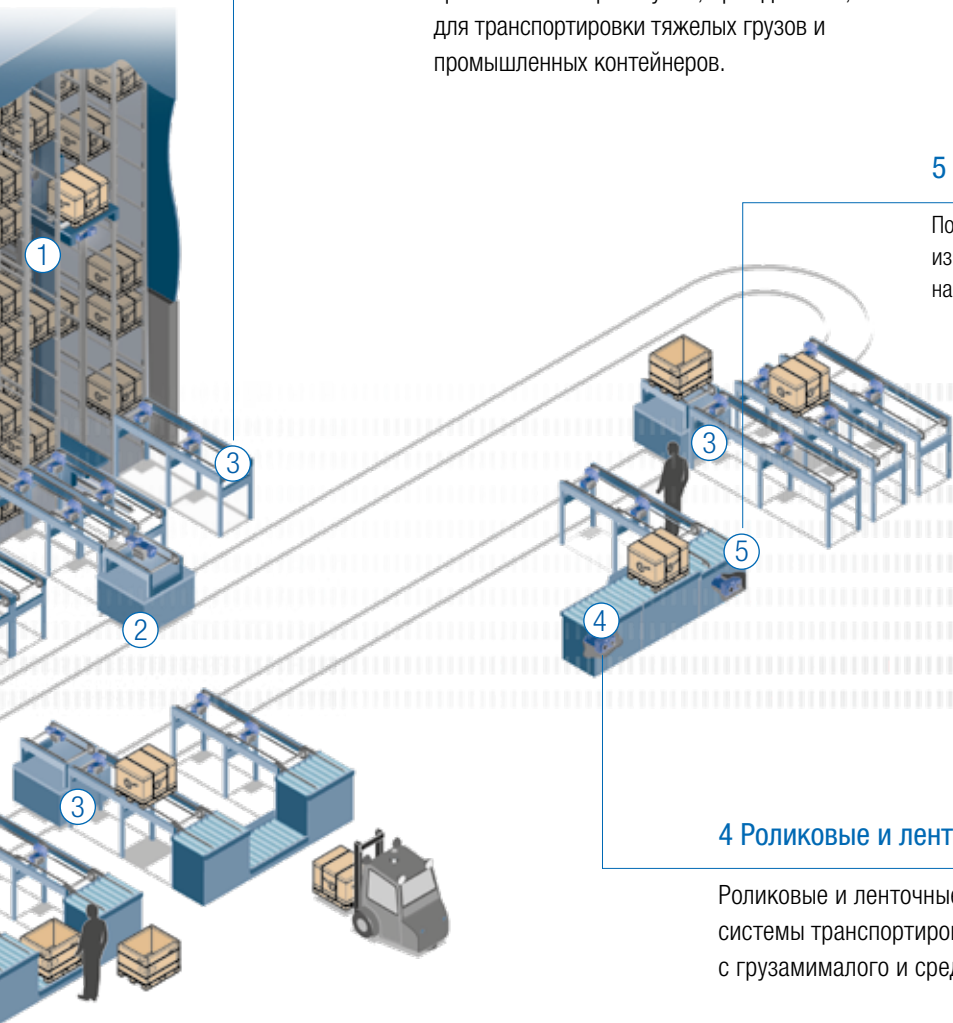 для транспортировки тяжелых грузов и
промышленных контейнеров.
5
1
3
3
5
4
2
3
4 Роликовые и лент
Роликовые и ленточные
системы транспортиро
с грузамималого и сред